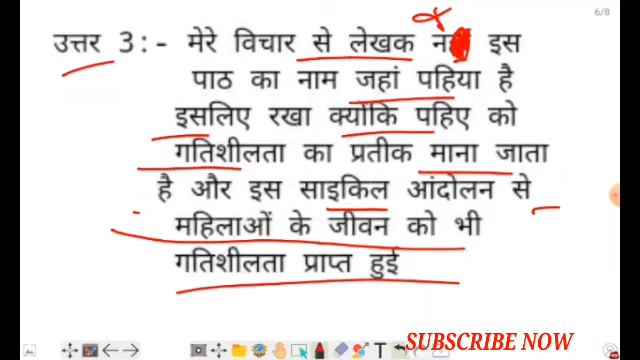 6/8
उत्तर 3:- मेरे विचार से लेखक इस
पाठ का नाम जहां पहिया है
इसलिए रखा क्योंकि पहिए को
गतिशीलता का प्रतीक माना जाता
है और इस साइकिल आंदोलन से
महिलाओं के जीवन को भी
गतिशीलता प्राप्त हुई
SUBSCRIBE NOW